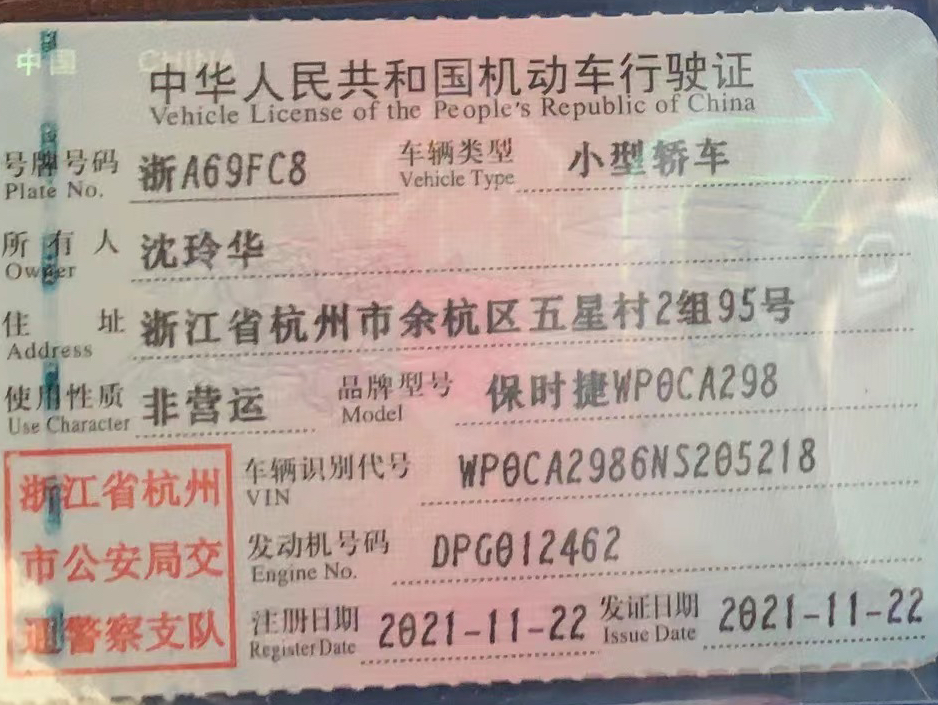 中国 CHINA
中华人民共和国机动车行驶证
Vehicle License of the People's Republic of China
号牌号码 浙A69FC8 车辆类型 小型轿车
Plate No. Vehicle Type
所有人 沈玲华
Owner
住址 浙江省杭州市余杭区五星村2组95号
Address
使用性质 非营运 品牌型号 保时捷WP0CA298
Use Character Model
浙江省杭州 车辆识别代号 WP0CA2986NS205218
VIN
市公安局交 发动机号码 DPG012462
Engine No.
通警察支队 注册日期 2021-11-22 发证日期 2021-11-22
Register Date Issue Date